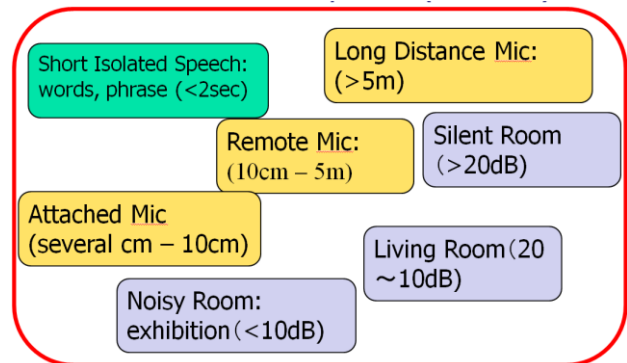 Short Isolated Speech:
words, phrase (<2sec)
Long Distance Mic:
(>5m)
Remote Mic:
(10cm – 5m)
Silent Room
（>20dB)
Attached Mic
(several cm – 10cm)
Living Room（20
～10dB)
Noisy Room:
exhibition（<10dB)